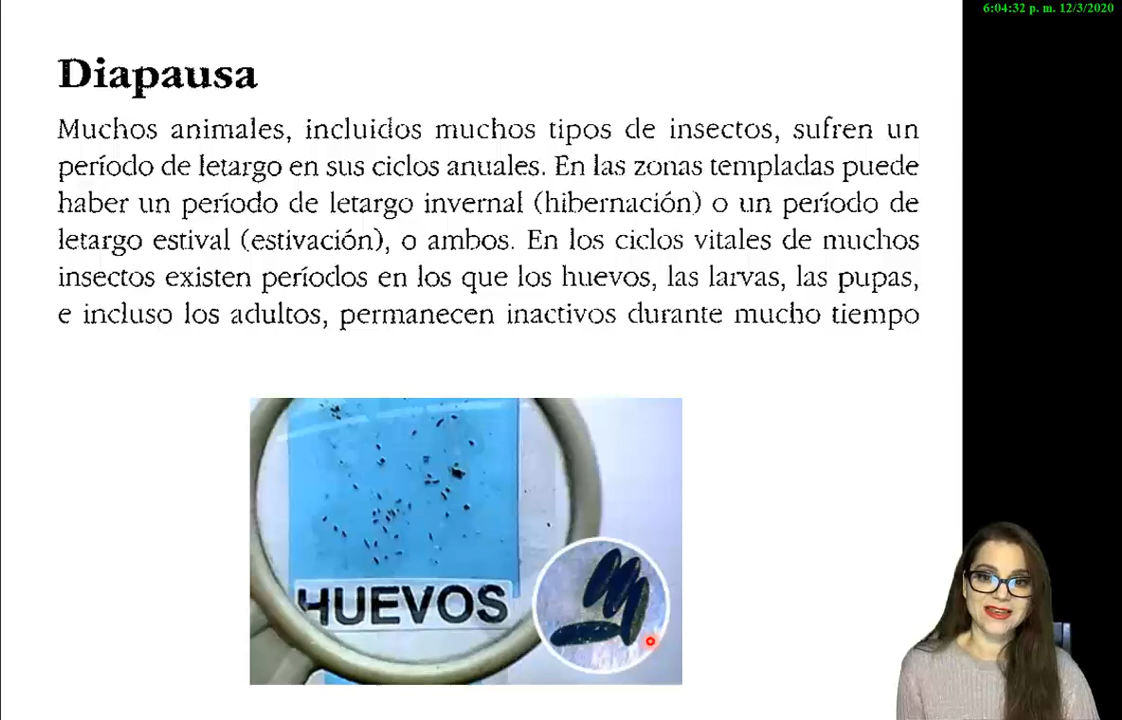 6:04:32 p. m. 12/3/2020
Diapausa
Muchos animales, incluidos muchos tipos de insectos, sufren un
período de letargo en sus ciclos anuales. En las zonas templadas puede
haber un período de letargo invernal (hibernación) o un período de
letargo estival (estivación), o ambos. En los ciclos vitales de muchos
insectos existen períodos en los que los huevos, las larvas, las pupas,
e incluso los adultos, permanecen inactivos durante mucho tiempo
HUEVOS